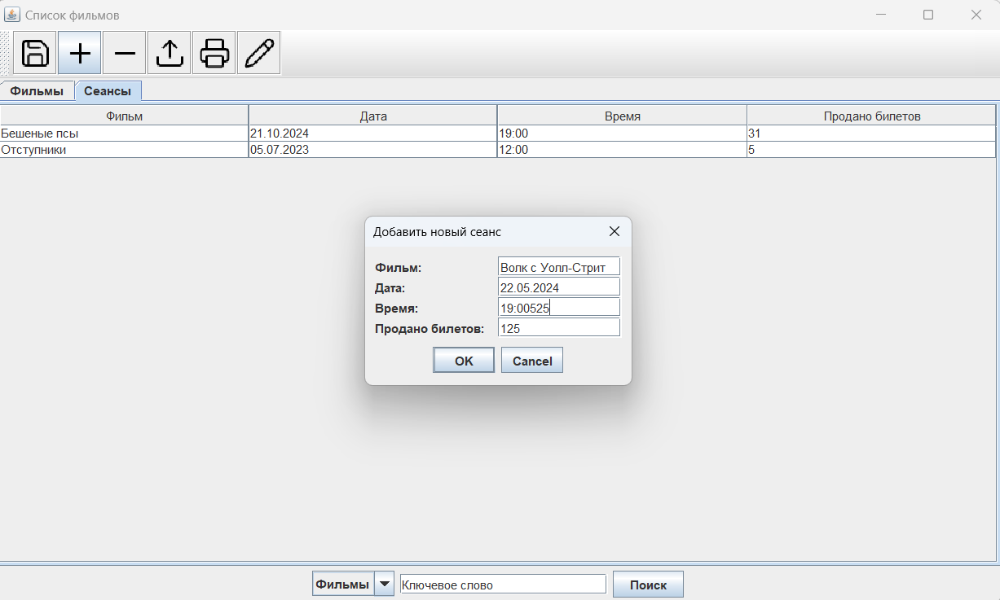 Список фильмов
Фильмы Сеансы
Фильм Дата Время Продано билетов
Бешеные псы 21.10.2024 19:00 31
Отступники 05.07.2023 12:00 5
Добавить новый сеанс
Фильм: Волк с Уолл-Стрит
Дата: 22.05.2024
Время: 19:00525
Продано билетов: 125
OK Cancel
Фильмы Ключевое слово Поиск